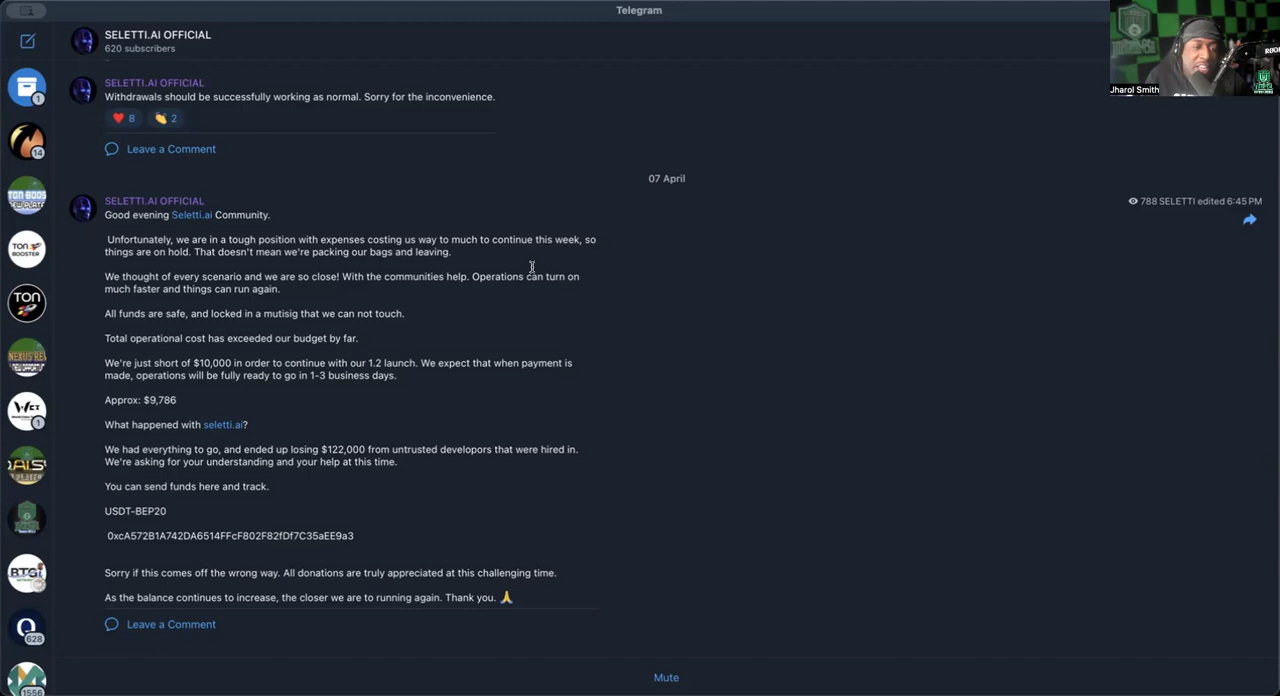 Telegram
SELETTI.AI OFFICIAL
620 subscribers
SELETTI.AI OFFICIAL
Withdrawals should be successfully working as normal. Sorry for the inconvenience.
❤️ 8 👏 2
Leave a Comment
07 April
SELETTI.AI OFFICIAL
788 SELETTI edited 6:45 PM
Good evening Seletti.ai Community.
Unfortunately, we are in a tough position with expenses costing us way to much to continue this week, so
things are on hold. That doesn't mean we're packing our bags and leaving.
We thought of every scenario and we are so close! With the communities help. Operations can turn on
much faster and things can run again.
All funds are safe, and locked in a mutisig that we can not touch.
Total operational cost has exceeded our budget by far.
We're just short of $10,000 in order to continue with our 1.2 launch. We expect that when payment is
made, operations will be fully ready to go in 1-3 business days.
Approx: $9,786
What happened with seletti.ai?
We had everything to go, and ended up losing $122,000 from untrusted developors that were hired in.
We're asking for your understanding and your help at this time.
You can send funds here and track.
USDT-BEP20
0xcA572B1A742DA6514FFcF802F82fDf7C35aEE9a3
Sorry if this comes off the wrong way. All donations are truly appreciated at this challenging time.
As the balance continues to increase, the closer we are to running again. Thank you. 🙏
Leave a Comment
Mute
Jharol Smith
1
14
TON BOOS
TON
BOOSTER
TON
NEXUS RE
1
628
1556